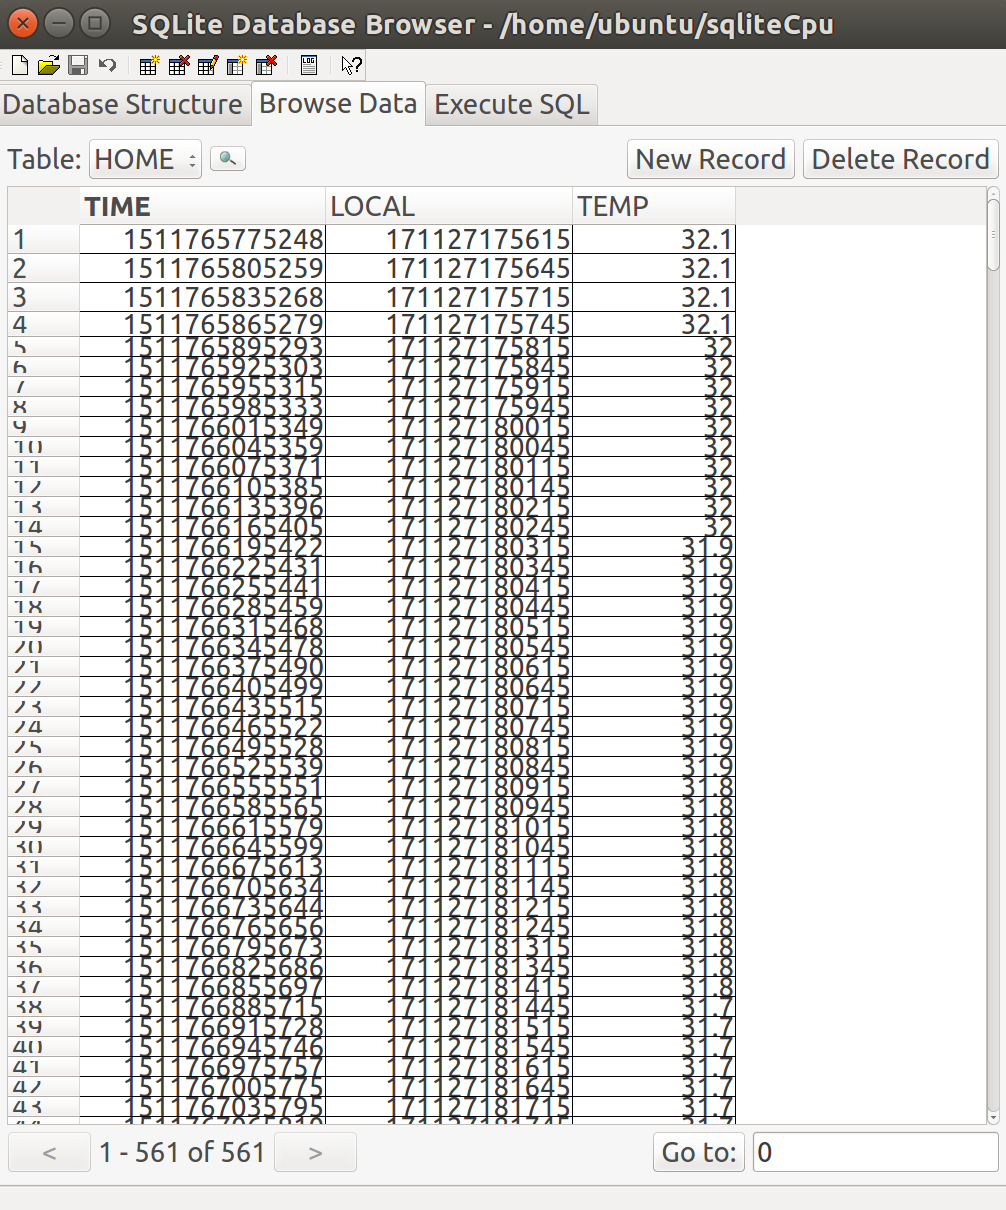 SQLite Database Browser - /home/ubuntu/sqliteCpu
LOG
Database Structure Browse Data Execute SQL
Table: HOME New Record Delete Record
TIME LOCAL TEMP
1 1511765775248 171127175615 32.1
2 1511765805259 171127175645 32.1
3 1511765835268 171127175715 32.1
4 1511765865279 171127175745 32.1
5 1511765895293 171127175815 32
6 1511765925303 171127175845 32
7 1511765955315 171127175915 32
8 1511765985333 171127175945 32
9 1511766015349 171127180015 32
10 1511766045359 171127180045 32
11 1511766075371 171127180115 32
12 1511766105385 171127180145 32
13 1511766135396 171127180215 32
14 1511766165405 171127180245 32
15 1511766195422 171127180315 31.9
16 1511766225431 171127180345 31.9
17 1511766255441 171127180415 31.9
18 1511766285459 171127180445 31.9
19 1511766315468 171127180515 31.9
20 1511766345478 171127180545 31.9
21 1511766375490 171127180615 31.9
22 1511766405499 171127180645 31.9
23 1511766435515 171127180715 31.9
24 1511766465522 171127180745 31.9
25 1511766495528 171127180815 31.9
26 1511766525539 171127180845 31.9
27 1511766555551 171127180915 31.8
28 1511766585565 171127180945 31.8
29 1511766615579 171127181015 31.8
30 1511766645599 171127181045 31.8
31 1511766675613 171127181115 31.8
32 1511766705634 171127181145 31.8
33 1511766735644 171127181215 31.8
34 1511766765656 171127181245 31.8
35 1511766795673 171127181315 31.8
36 1511766825686 171127181345 31.8
37 1511766855697 171127181415 31.8
38 1511766885715 171127181445 31.7
39 1511766915728 171127181515 31.7
40 1511766945746 171127181545 31.7
41 1511766975757 171127181615 31.7
42 1511767005775 171127181645 31.7
43 1511767035795 171127181715 31.7
< 1 - 561 of 561 > Go to: 0